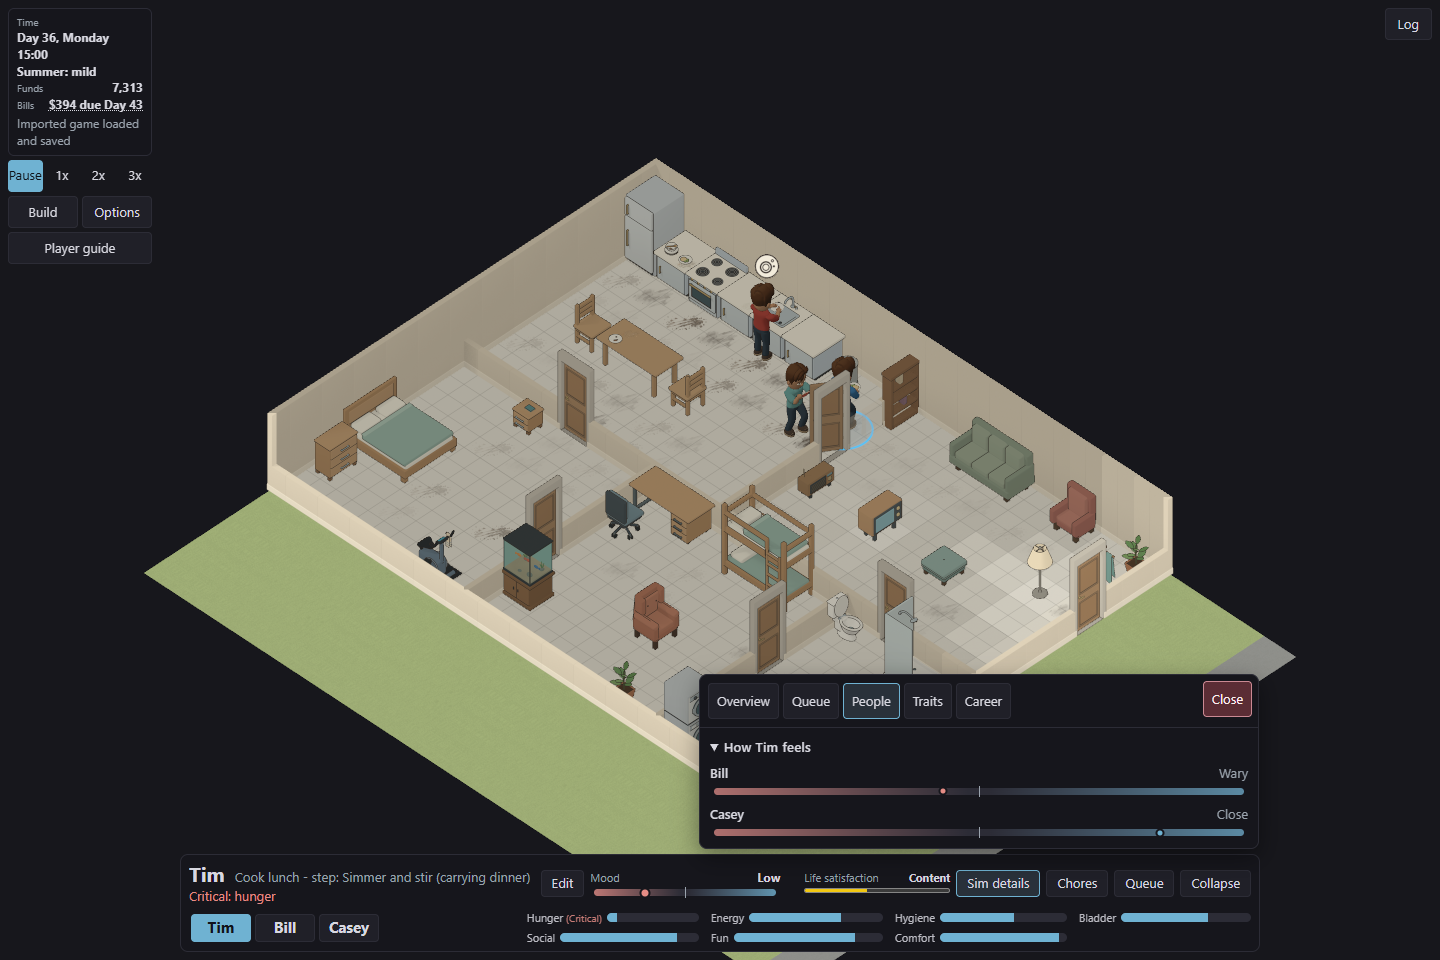 Time
Day 36, Monday
15:00
Summer: mild
Funds 7,313
Bills $394 due Day 43
Imported game loaded
and saved
Pause 1x 2x 3x
Build Options
Player guide
Log
Overview Queue People Traits Career Close
▼ How Tim feels
Bill Wary
Casey Close
Tim Cook lunch - step: Simmer and stir (carrying dinner)
Critical: hunger
Edit
Mood Low
Life satisfaction Content
Sim details Chores Queue Collapse
Tim Bill Casey
Hunger (Critical) Energy Hygiene Bladder
Social Fun Comfort